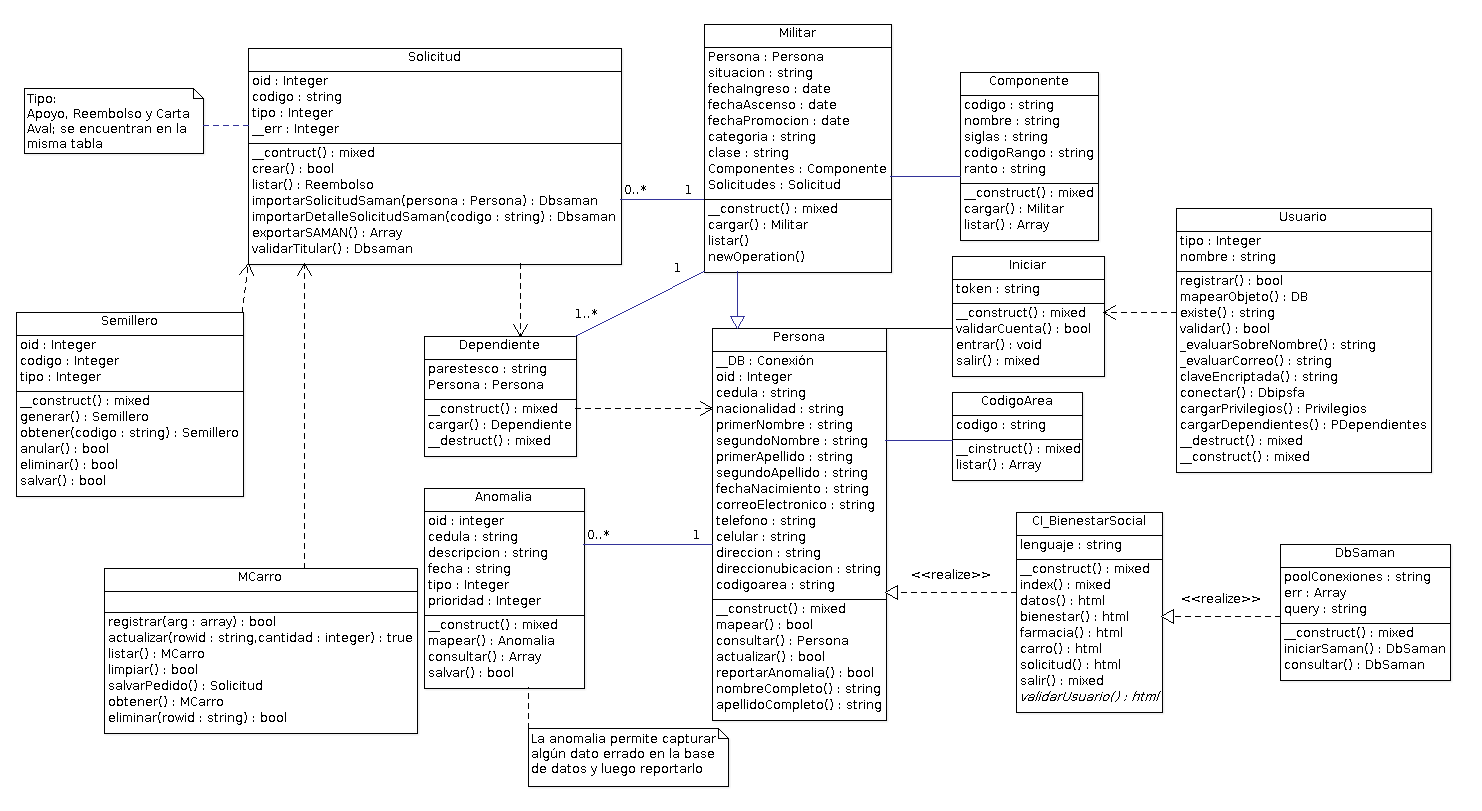 Tipo:
Apoyo, Reembolso y Carta
Aval; se encuentran en la
misma tabla
Solicitud
oid : Integer
codigo : string
tipo : Integer
__err : Integer
__contruct() : mixed
crear() : bool
listar() : Reembolso
importarSolicitudSaman(persona : Persona) : Dbsaman
importarDetalleSolicitudSaman(codigo : string) : Dbsaman
exportarSAMAN() : Array
validarTitular() : Dbsaman
0..*
1
Militar
Persona : Persona
situacion : string
fechaIngreso : date
fechaAscenso : date
fechaPromocion : date
categoria : string
clase : string
Componentes : Componente
Solicitudes : Solicitud
__construct() : mixed
cargar() : Militar
listar()
newOperation()
Componente
codigo : string
nombre : string
siglas : string
codigoRango : string
ranto : string
__construct() : mixed
cargar() : Militar
listar() : Array
Usuario
tipo : Integer
nombre : string
registrar() : bool
mapearObjeto() : DB
existe() : string
validar() : bool
_evaluarSobreNombre() : string
_evaluarCorreo() : string
claveEncriptada() : string
conectar() : Dbipsfa
cargarPrivilegios() : Privilegios
cargarDependientes() : PDependientes
__destruct() : mixed
__construct() : mixed
Iniciar
token : string
__construct() : mixed
validarCuenta() : bool
entrar() : void
salir() : mixed
1
1..*
Semillero
oid : Integer
codigo : Integer
tipo : Integer
__construct() : mixed
generar() : Semillero
obtener(codigo : string) : Semillero
anular() : bool
eliminar() : bool
salvar() : bool
Dependiente
parestesco : string
Persona : Persona
__construct() : mixed
cargar() : Dependiente
__destruct() : mixed
Persona
__DB : Conexión
oid : Integer
cedula : string
nacionalidad : string
primerNombre : string
segundoNombre : string
primerApellido : string
segundoApellido : string
fechaNacimiento : string
correoElectronico : string
telefono : string
celular : string
direccion : string
direccionubicacion : string
codigoarea : string
__construct() : mixed
mapear() : bool
consultar() : Persona
actualizar() : bool
reportarAnomalia() : bool
nombreCompleto() : string
apellidoCompleto() : string
CodigoArea
codigo : string
__cinstruct() : mixed
listar() : Array
Anomalia
oid : integer
cedula : string
descripcion : string
fecha : string
tipo : Integer
prioridad : Integer
__construct() : mixed
mapear() : Anomalia
consultar() : Array
salvar() : bool
0..*
1
MCarro
registrar(arg : array) : bool
actualizar(rowid : string,cantidad : integer) : true
listar() : MCarro
limpiar() : bool
salvarPedido() : Solicitud
obtener() : MCarro
eliminar(rowid : string) : bool
<<realize>>
CI_BienestarSocial
lenguaje : string
__construct() : mixed
index() : mixed
datos() : html
bienestar() : html
farmacia() : html
carro() : html
solicitud() : html
salir() : mixed
validarUsuario() : html
<<realize>>
DbSaman
poolConexiones : string
err : Array
query : string
__construct() : mixed
iniciarSaman() : DbSaman
consultar() : DbSaman
La anomalia permite capturar
algún dato errado en la base
de datos y luego reportarlo